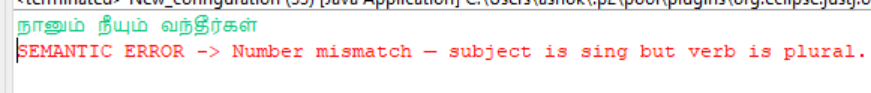 நானும் நீயும் வந்தீர்கள்
SEMANTIC ERROR -> Number mismatch — subject is sing but verb is plural.